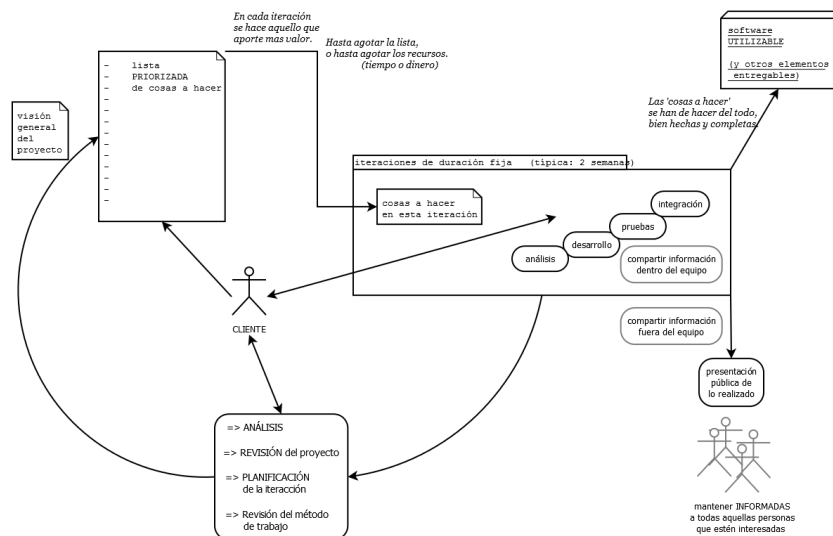 En cada iteración
se hace aquello que
aporte mas valor.
Hasta agotar la lista,
o hasta agotar los recursos.
(tiempo o dinero)
software
UTILIZABLE
(y otros elementos
entregables)
lista
PRIORIZADA
de cosas a hacer
visión
general
del
proyecto
Las 'cosas a hacer'
se han de hacer del todo,
bien hechas y completas.
iteraciones de duración fija (típica: 2 semanas)
cosas a hacer
en esta iteración
integración
pruebas
desarrollo
análisis
compartir información
dentro del equipo
CLIENTE
compartir información
fuera del equipo
presentación
pública de
lo realizado
=> ANÁLISIS
=> REVISIÓN del proyecto
=> PLANIFICACIÓN
de la iteracción
=> Revisión del método
de trabajo
mantener INFORMADAS
a todas aquellas personas
que estén interesadas